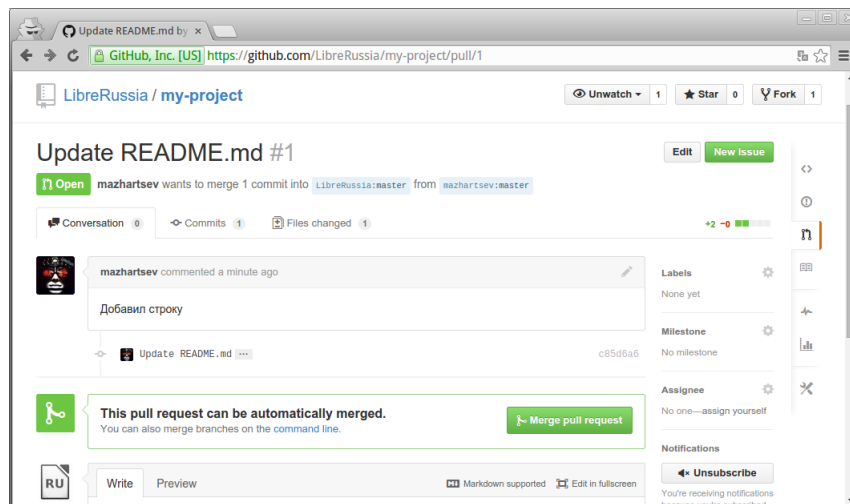 Update README.md by
GitHub, Inc. [US] https://github.com/LibreRussia/my-project/pull/1
LibreRussia / my-project
Unwatch 1 Star 0 Fork 1
Update README.md #1
Edit New issue
Open mazhartsev wants to merge 1 commit into LibreRussia:master from mazhartsev:master
Conversation 0 Commits 1 Files changed 1 +2 −0
mazhartsev commented a minute ago
Добавил строку
Update README.md ... c85d6a6
Labels
None yet
Milestone
No milestone
Assignee
No one—assign yourself
This pull request can be automatically merged.
You can also merge branches on the command line.
Merge pull request
Notifications
Unsubscribe
You're receiving notifications
RU
Write Preview Markdown supported Edit in fullscreen